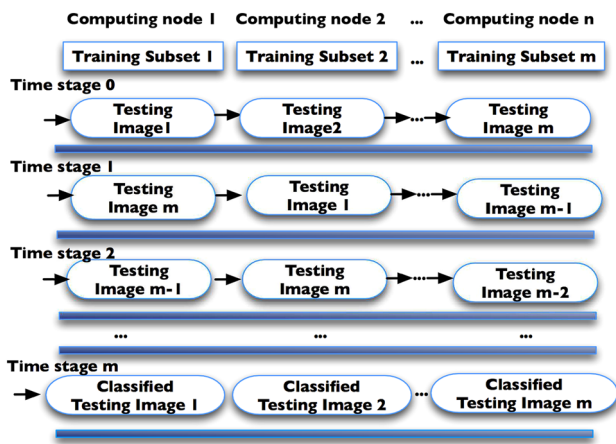 Computing node 1 Computing node 2 ... Computing node n
Training Subset 1 Training Subset 2 ... Training Subset m
Time stage 0
Testing Image1 Testing Image2 ... Testing Image m
Time stage 1
Testing Image m Testing Image 1 ... Testing Image m-1
Time stage 2
Testing Image m-1 Testing Image m ... Testing Image m-2
... ... ...
Time stage m
Classified Testing Image 1 Classified Testing Image 2 ... Classified Testing Image m